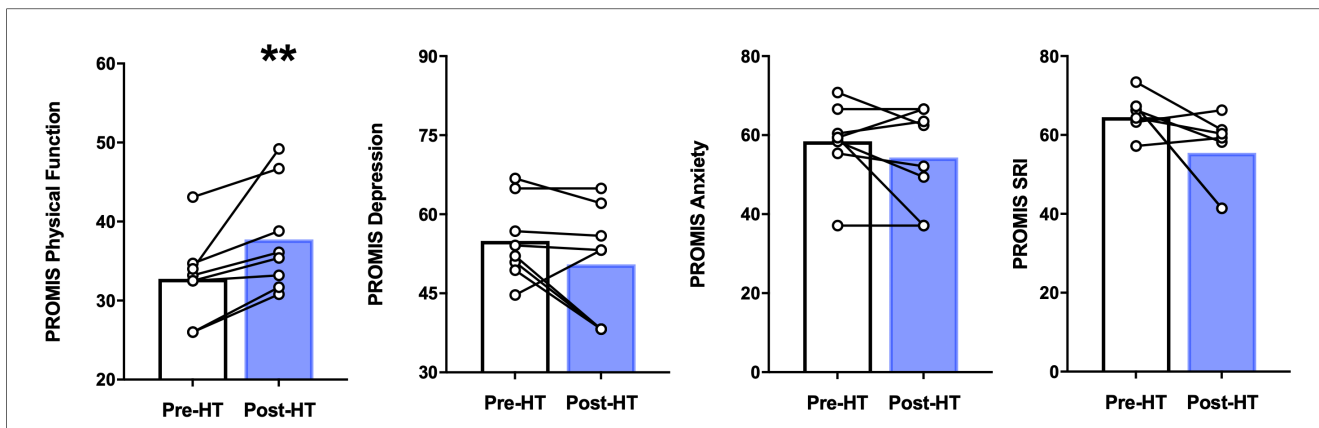 PROMIS Physical Function
60
50
40
30
20
**
Pre-HT Post-HT
PROMIS Depression
90
75
60
45
30
Pre-HT Post-HT
PROMIS Anxiety
80
60
40
20
0
Pre-HT Post-HT
PROMIS SRI
80
60
40
20
0
Pre-HT Post-HT